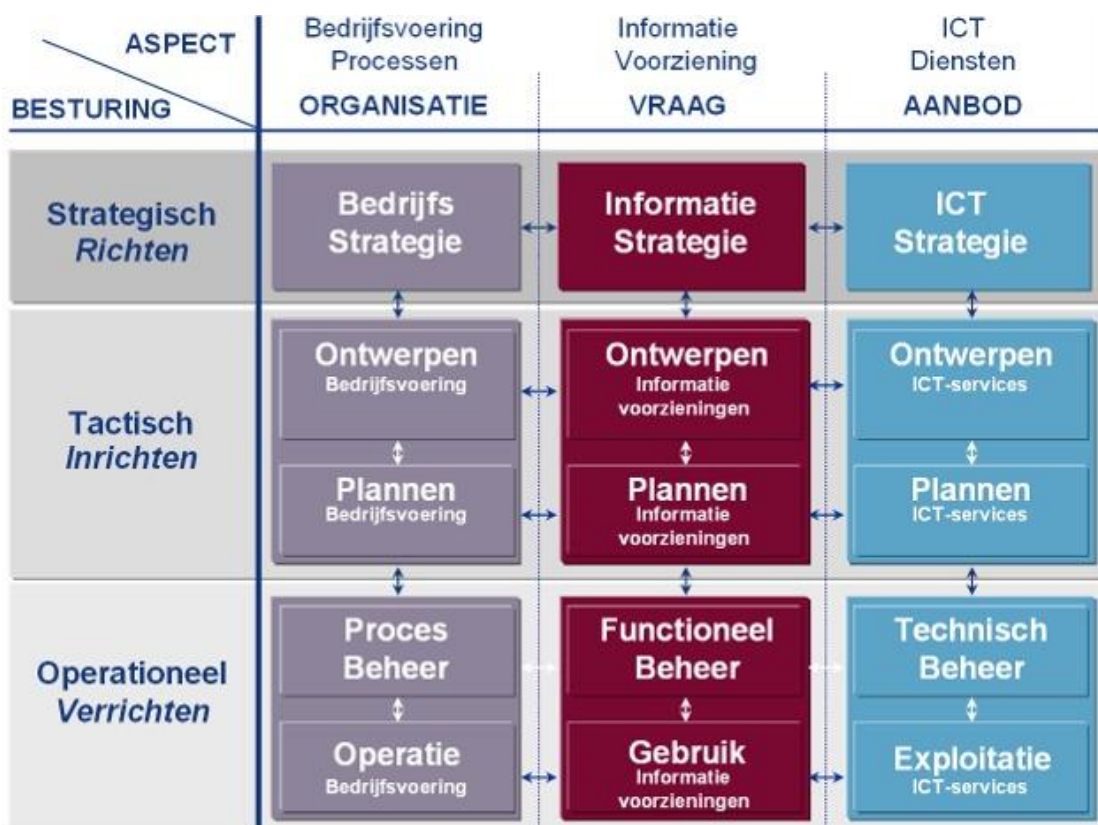 ASPECT
BESTURING
Bedrijfsvoering
Processen
ORGANISATIE
Informatie
Voorziening
VRAAG
ICT
Diensten
AANBOD
Strategisch
Richten
Bedrijfs
Strategie
Informatie
Strategie
ICT
Strategie
Tactisch
Inrichten
Ontwerpen
Bedrijfsvoering
Ontwerpen
Informatie
voorzieningen
Ontwerpen
ICT-services
Plannen
Bedrijfsvoering
Plannen
Informatie
voorzieningen
Plannen
ICT-services
Operationeel
Verrichten
Proces
Beheer
Functioneel
Beheer
Technisch
Beheer
Operatie
Bedrijfsvoering
Gebruik
Informatie
voorzieningen
Exploitatie
ICT-services